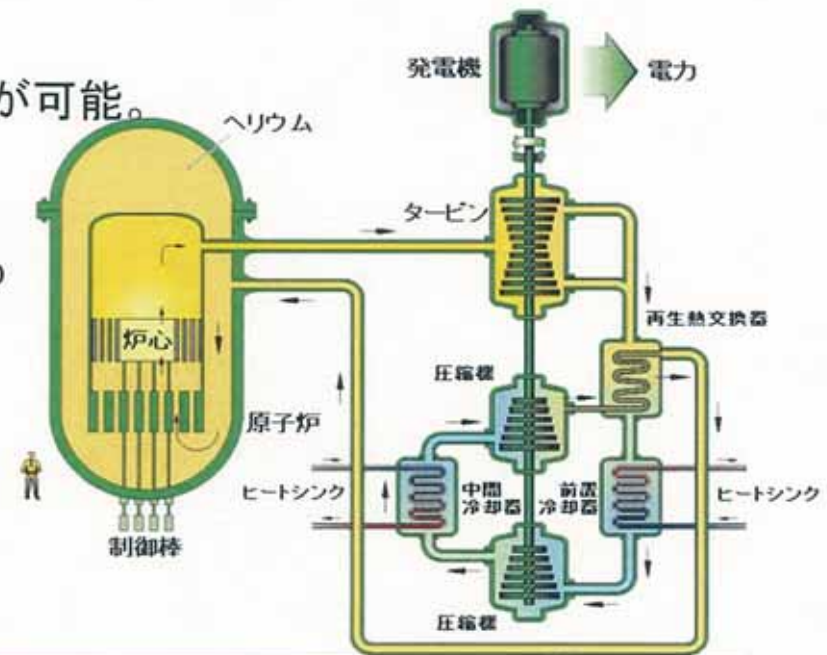 が可能。
発電機
電力
ヘリウム
タービン
の
再生熱交換器
炉心
圧縮機
原子炉
ヒートシンク
中間
冷却器
前置
冷却器
ヒートシンク
制御棒
圧縮機